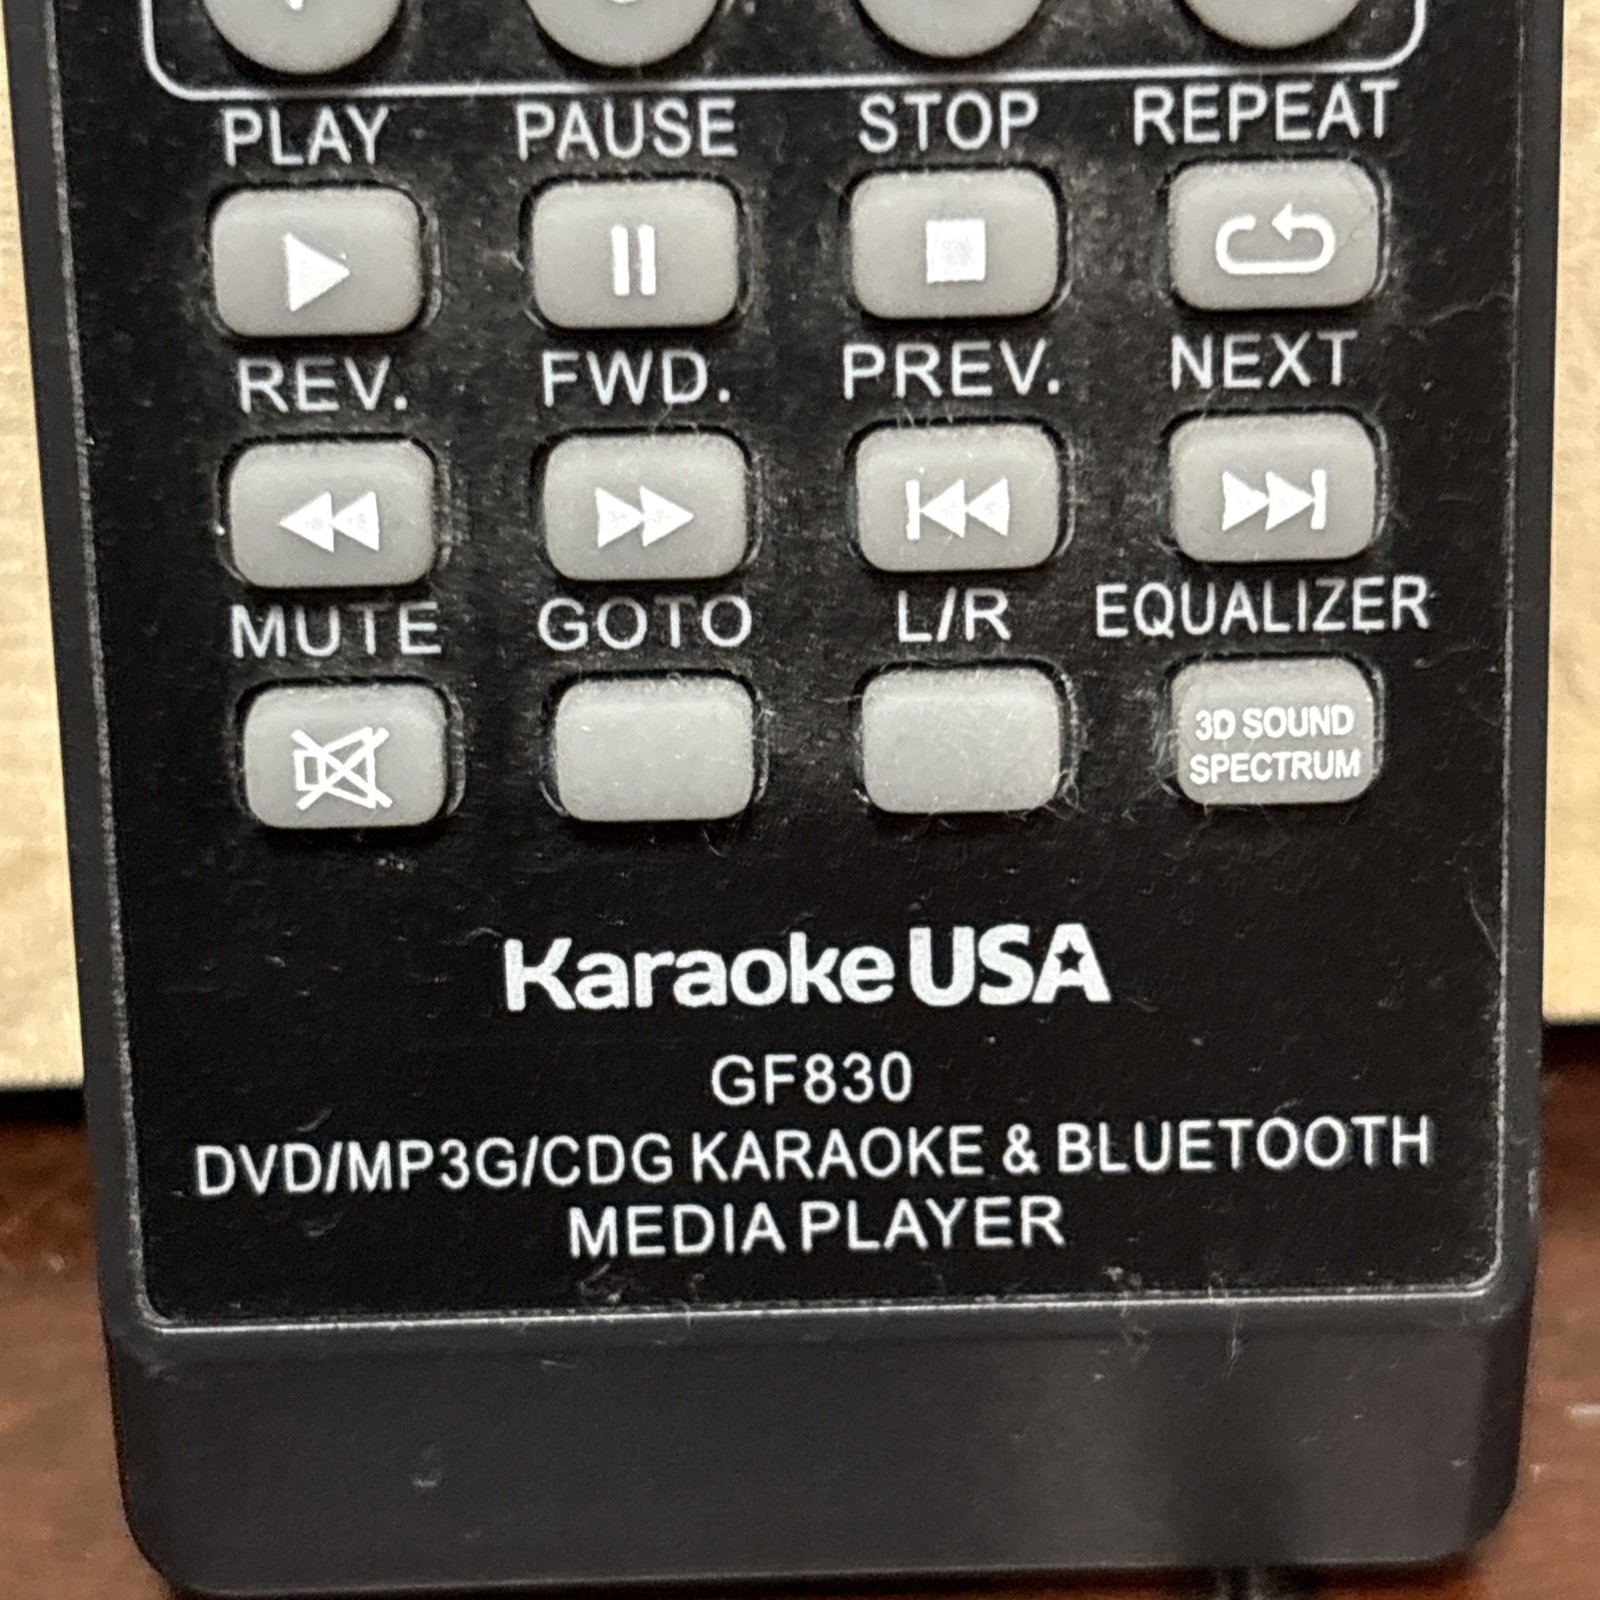 PLAY PAUSE STOP REPEAT
REV. FWD. PREV. NEXT
MUTE GOTO L/R EQUALIZER
3D SOUND
SPECTRUM
Karaoke USA
GF830
DVD/MP3G/CDG KARAOKE & BLUETOOTH
MEDIA PLAYER